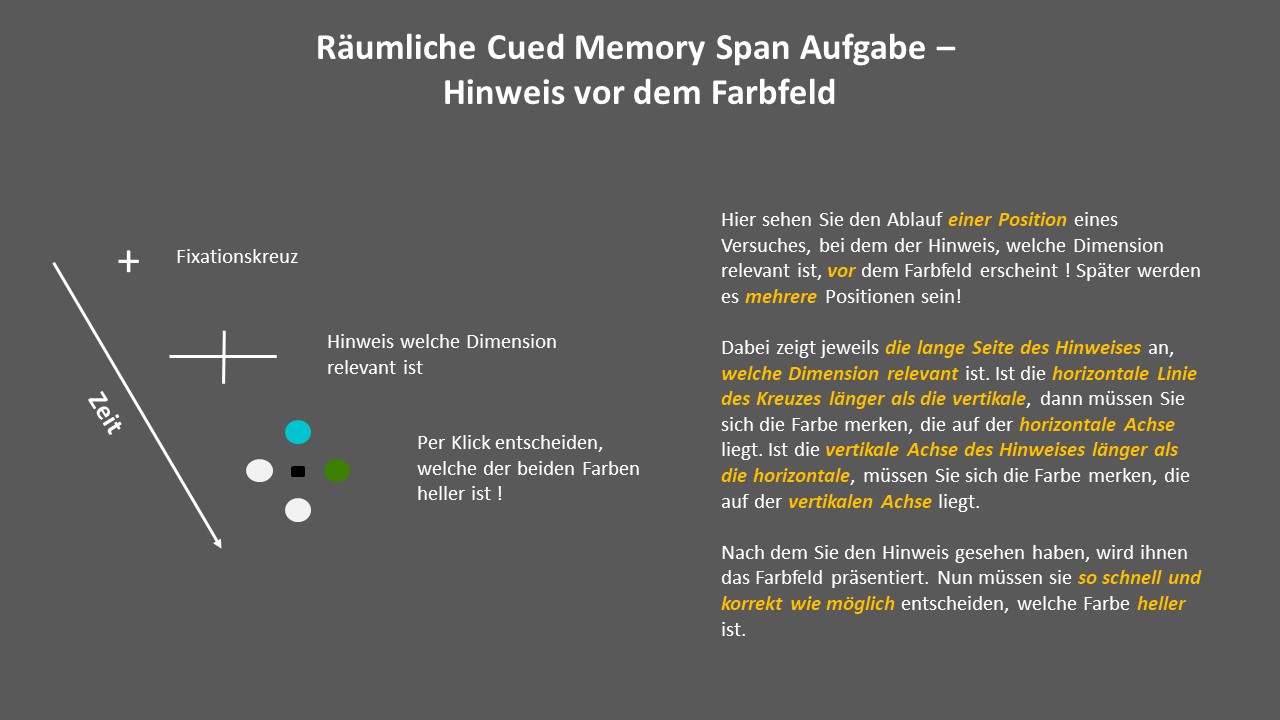 Räumliche Cued Memory Span Aufgabe –
Hinweis vor dem Farbfeld
Fixationskreuz
Hinweis welche Dimension
relevant ist
Zeit
Per Klick entscheiden,
welche der beiden Farben
heller ist !
Hier sehen Sie den Ablauf einer Position eines
Versuches, bei dem der Hinweis, welche Dimension
relevant ist, vor dem Farbfeld erscheint ! Später werden
es mehrere Positionen sein!
Dabei zeigt jeweils die lange Seite des Hinweises an,
welche Dimension relevant ist. Ist die horizontale Linie
des Kreuzes länger als die vertikale, dann müssen Sie
sich die Farbe merken, die auf der horizontale Achse
liegt. Ist die vertikale Achse des Hinweises länger als
die horizontale, müssen Sie sich die Farbe merken, die
auf der vertikalen Achse liegt.
Nach dem Sie den Hinweis gesehen haben, wird ihnen
das Farbfeld präsentiert. Nun müssen sie so schnell und
korrekt wie möglich entscheiden, welche Farbe heller
ist.